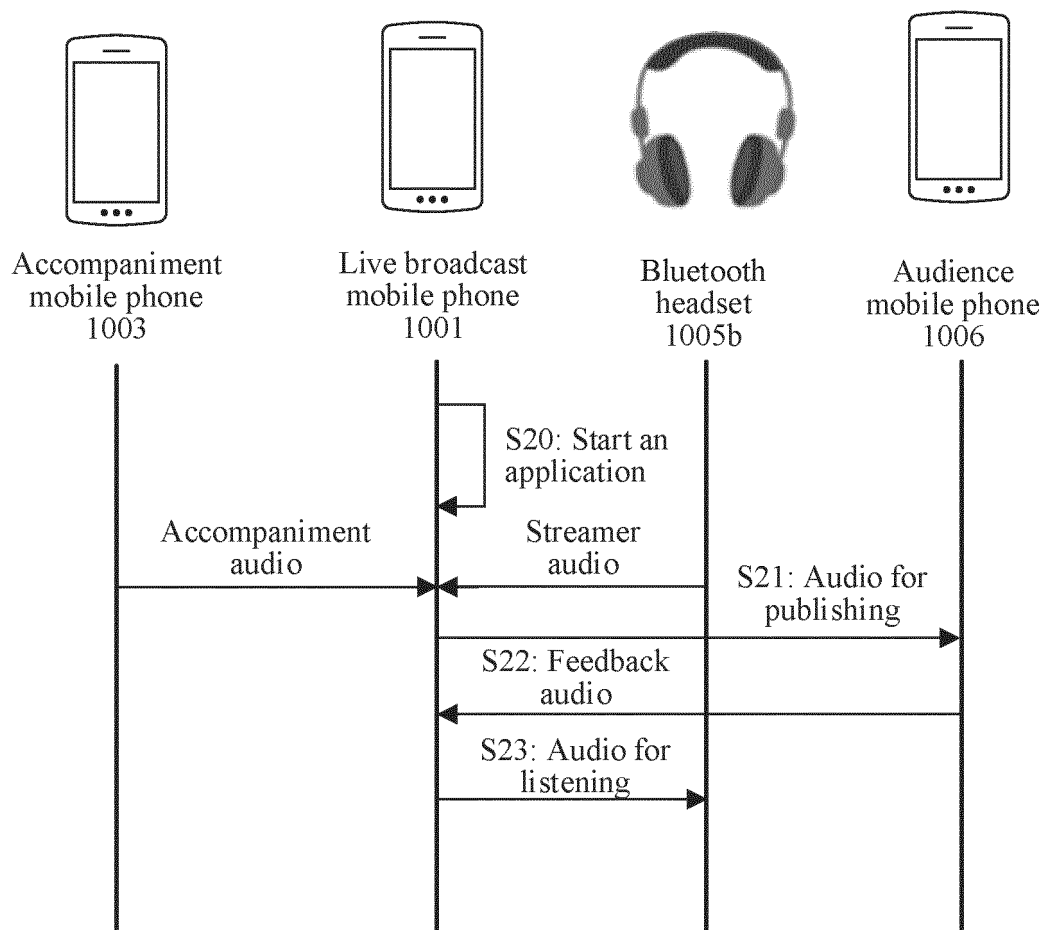 Accompaniment
mobile phone
1003
Live broadcast
mobile phone
1001
Bluetooth
headset
1005b
Audience
mobile phone
1006
S20: Start an
application
Accompaniment
audio
Streamer
audio
S21: Audio for
publishing
S22: Feedback
audio
S23: Audio for
listening